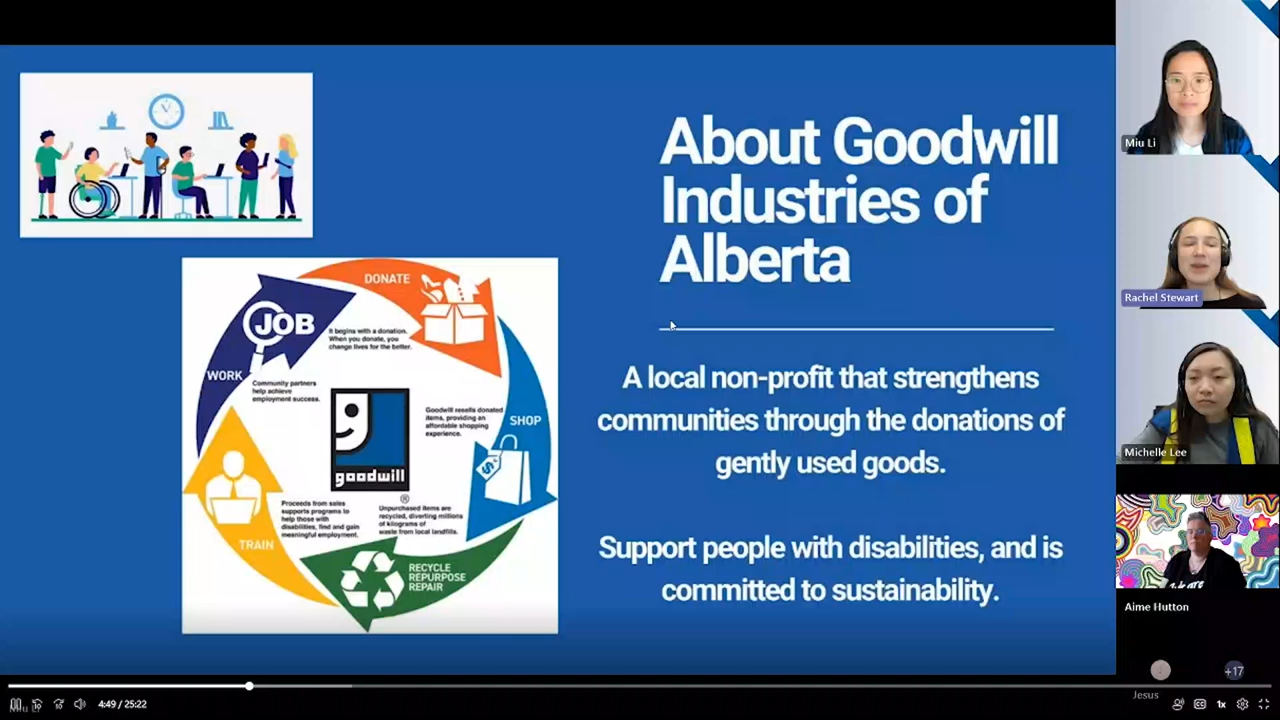 About Goodwill
Industries of
Alberta
A local non-profit that strengthens
communities through the donations of
gently used goods.
Support people with disabilities, and is
committed to sustainability.
DONATE
It begins with a donation.
When you donate, you
change lives for the better.
JOB
WORK
Community partners
help achieve
employment success.
SHOP
Goodwill resells donated
items, providing an
affordable shopping
experience.
$
g
goodwill
®
TRAIN
Proceeds from sales
supports programs to
help those with
disabilities, find and gain
meaningful employment.
Unpurchased items are
recycled, diverting millions
of kilograms of
waste from local landfills.
RECYCLE
REPURPOSE
REPAIR
Miu Li
Rachel Stewart
Michelle Lee
Aime Hutton
Jesus
+17
4:49 / 25:22
CC
1x